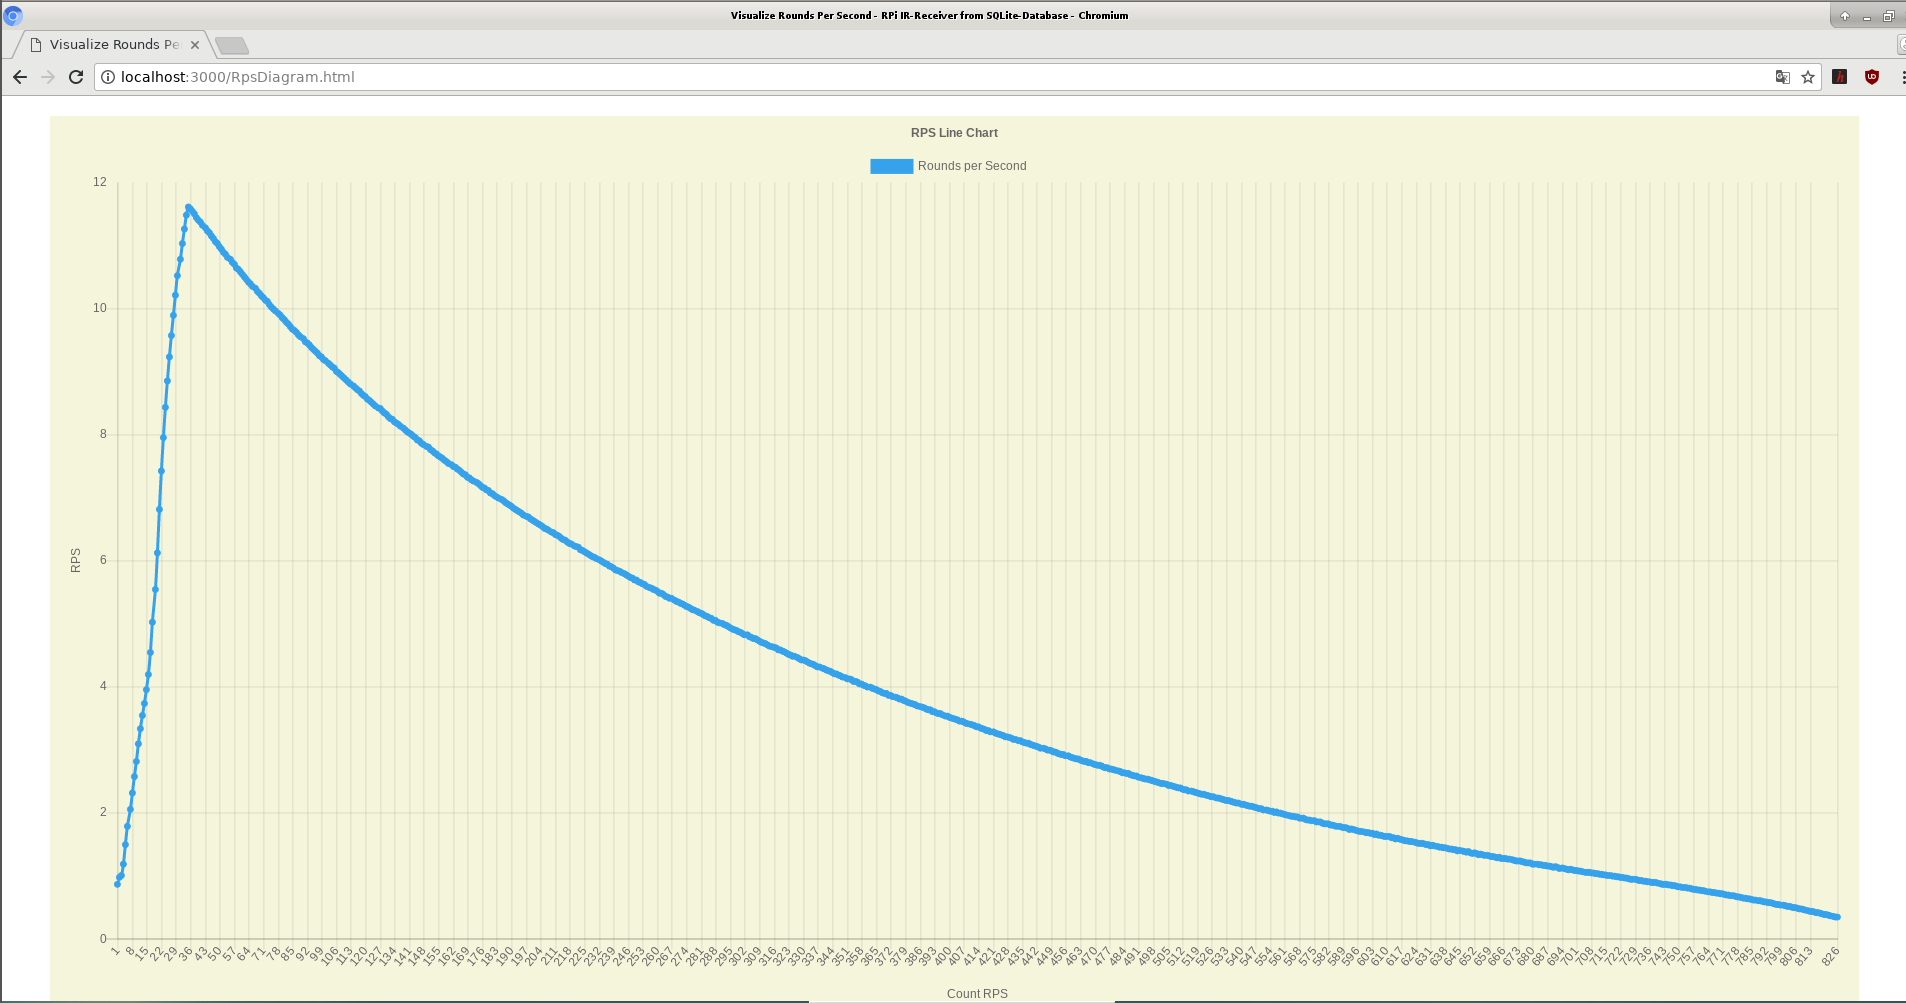 Visualize Rounds Per Second - RPi IR-Receiver from SQLite-Database - Chromium
Visualize Rounds Pe
localhost:3000/RpsDiagram.html
RPS Line Chart
Rounds per Second
12
10
8
6
4
2
0
RPS
1 8 15 22 29 36 43 50 57 64 71 78 85 92 99 106 113 120 127 134 141 148 155 162 169 176 183 190 197 204 211 218 225 232 239 246 253 260 267 274 281 288 295 302 309 316 323 330 337 344 351 358 365 372 379 386 393 400 407 414 421 428 435 442 449 456 463 470 477 484 491 498 505 512 519 526 533 540 547 554 561 568 575 582 589 596 603 610 617 624 631 638 645 652 659 666 673 680 687 694 701 708 715 722 729 736 743 750 757 764 771 778 785 792 799 806 813 826
Count RPS